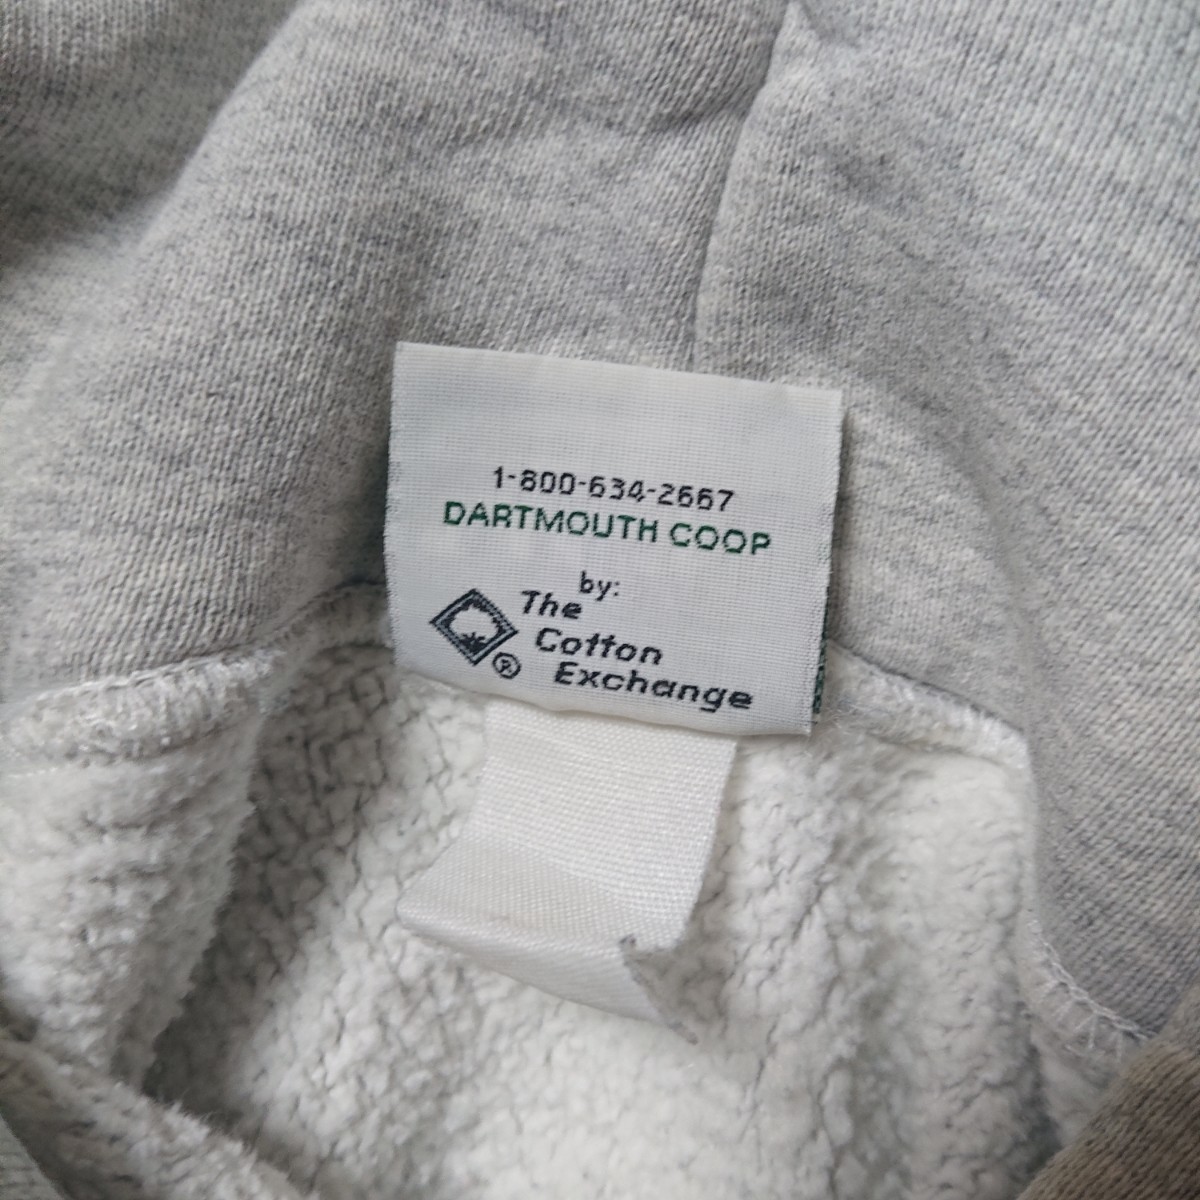 1-800-634-2667
DARTMOUTH COOP
by:
The
Cotton
Exchange
®